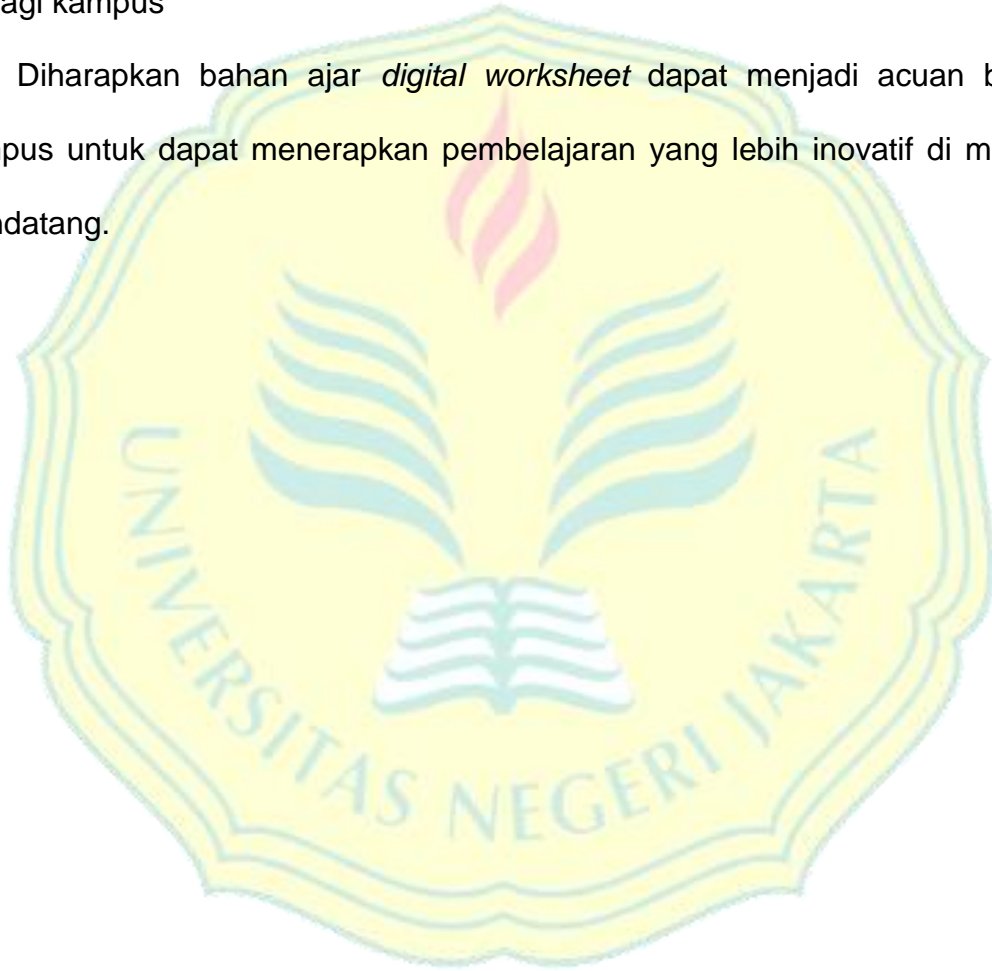 agi kampus
Diharapkan bahan ajar digital worksheet dapat menjadi acuan b
pus untuk dapat menerapkan pembelajaran yang lebih inovatif di m
ndatang.
UNIVERSITAS NEGERI JAKARTA